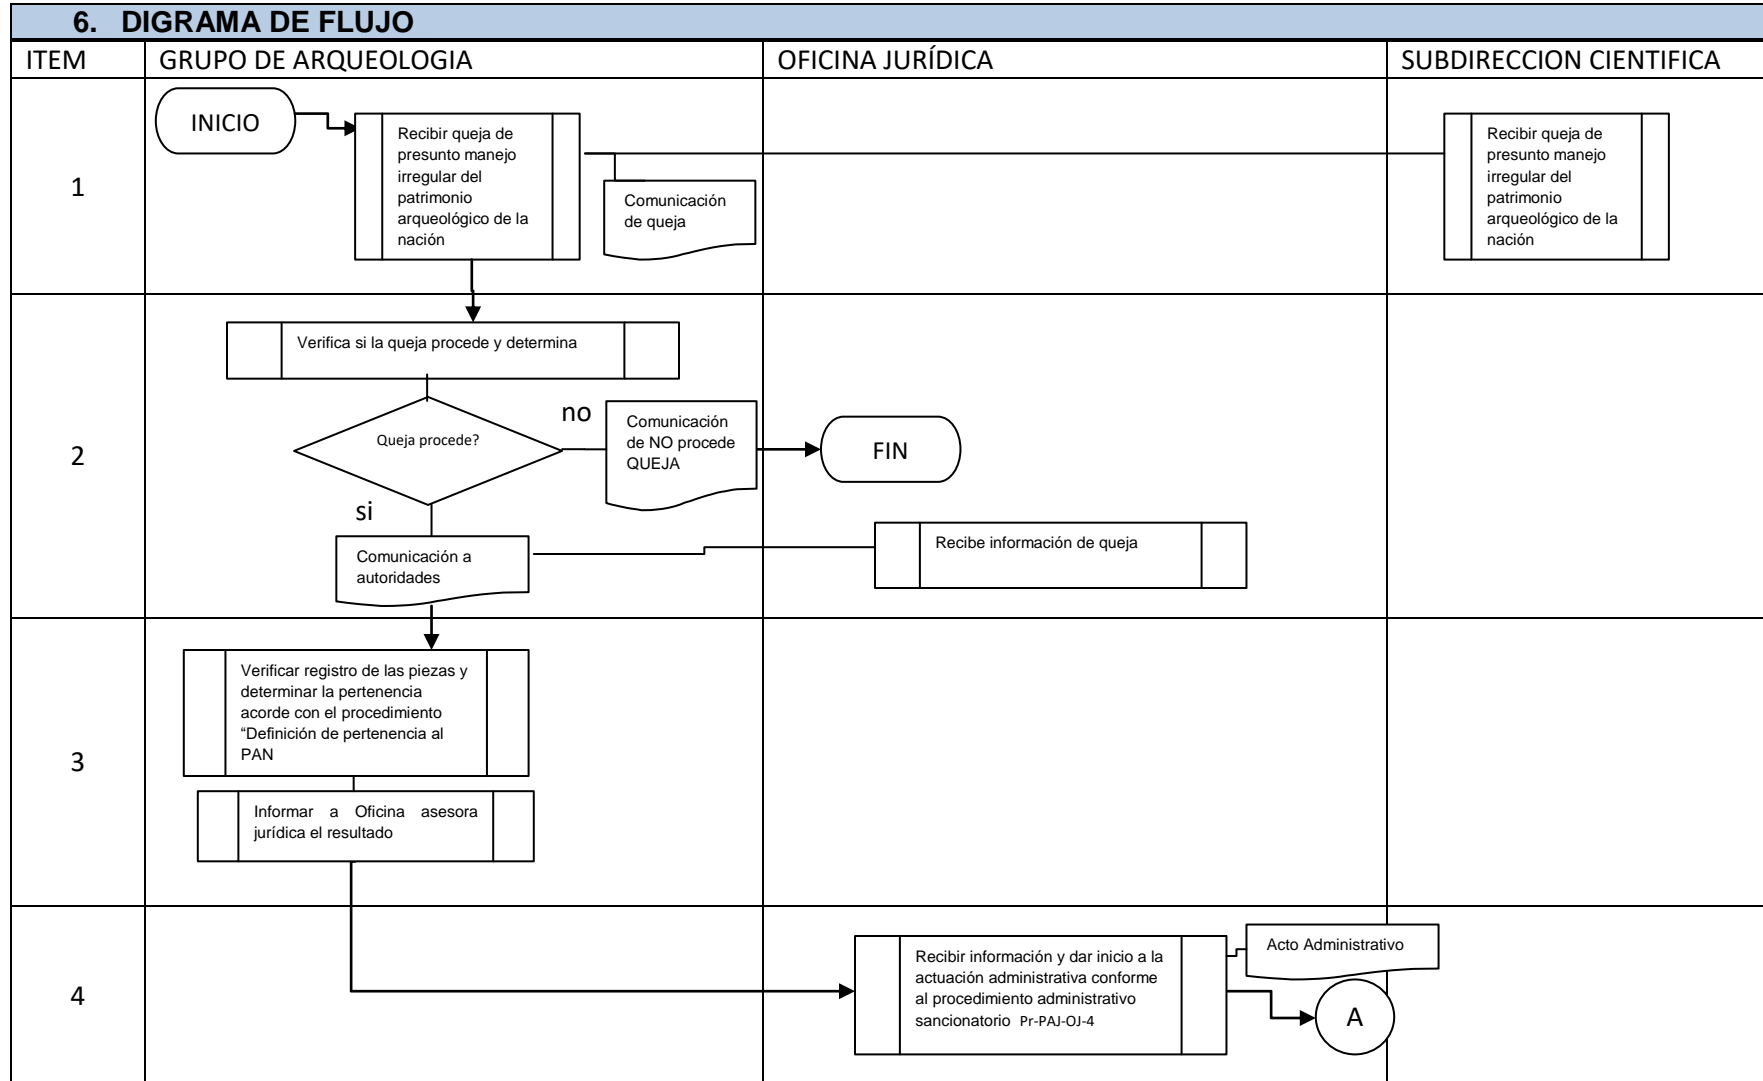 6. DIGRAMA DE FLUJO
ITEM
GRUPO DE ARQUEOLOGIA
OFICINA JURÍDICA
SUBDIRECCION CIENTIFICA
1
INICIO
Recibir queja de
presunto manejo
irregular del
patrimonio
arqueológico de la
nación
Comunicación
de queja
Recibir queja de
presunto manejo
irregular del
patrimonio
arqueológico de la
nación
2
Verifica si la queja procede y determina
Queja procede?
no
Comunicación
de NO procede
QUEJA
FIN
si
Comunicación a
autoridades
Recibe información de queja
3
Verificar registro de las piezas y
determinar la pertenencia
acorde con el procedimiento
“Definición de pertenencia al
PAN
Informar a Oficina asesora
jurídica el resultado
4
Recibir información y dar inicio a la
actuación administrativa conforme
al procedimiento administrativo
sancionatorio Pr-PAJ-OJ-4
Acto Administrativo
A